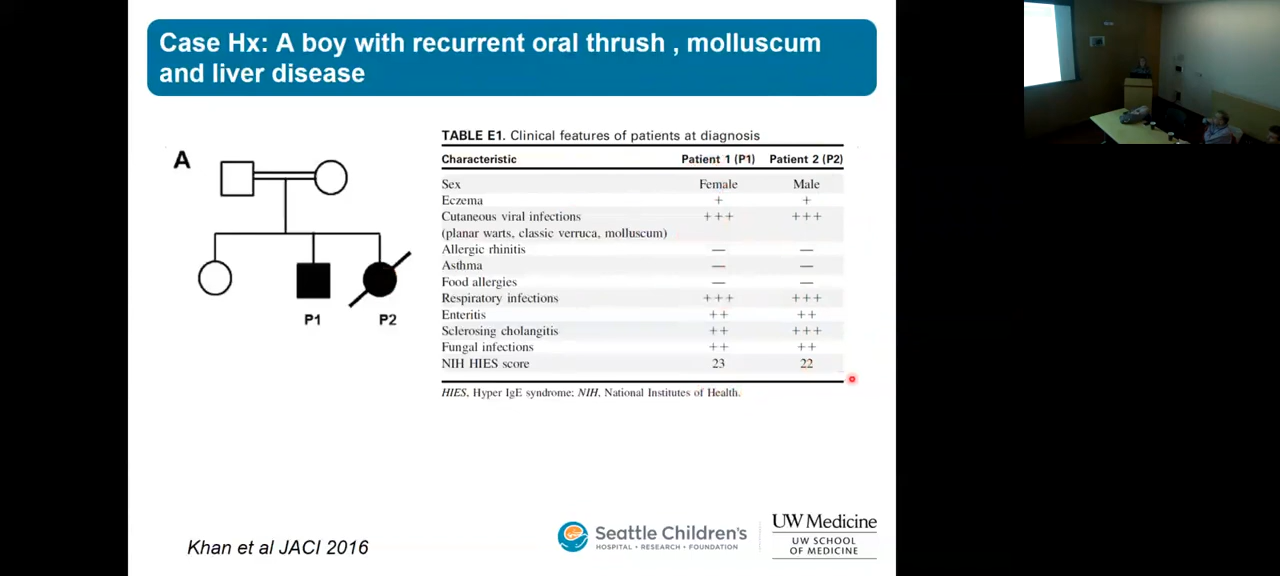 Case Hx: A boy with recurrent oral thrush , molluscum
and liver disease
A
P1
P2
TABLE E1. Clinical features of patients at diagnosis
Characteristic Patient 1 (P1) Patient 2 (P2)
Sex Female Male
Eczema + +
Cutaneous viral infections +++ +++
(planar warts, classic verruca, molluscum)
Allergic rhinitis — —
Asthma — —
Food allergies — —
Respiratory infections +++ +++
Enteritis ++ ++
Sclerosing cholangitis ++ +++
Fungal infections ++ ++
NIH HIES score 23 22
HIES, Hyper IgE syndrome; NIH, National Institutes of Health.
Khan et al JACI 2016
Seattle Children's
HOSPITAL • RESEARCH • FOUNDATION
UW Medicine
UW SCHOOL
OF MEDICINE